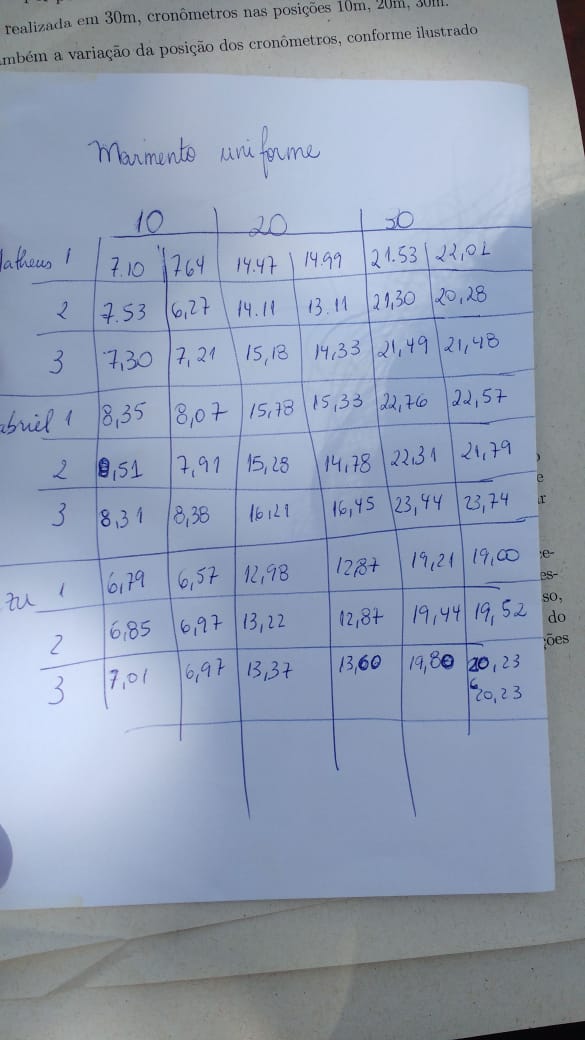 realizada em 30m, cronômetros nas posições 10m, 20m, 30m.
mbém a variação da posição dos cronômetros, conforme ilustrado
Marimento uniforme
10 20 30
atheus 1 7.10 764 14.47 14.99 21.53 22,02
2 7.53 6,27 14.11 13.11 21,30 20,28
3 7,30 7,21 15,18 14,33 21,49 21,48
abriel 1 8,35 8,07 15,78 15,33 22,76 22,57
2 8,51 7,91 15,28 14,78 22,31 21,79
3 8,31 8,38 16,21 16,45 23,44 23,74
1 6,79 6,57 12,98 12,87 19,21 19,00
2 6,85 6,97 13,22 12,87 19,44 19,52
3 7,01 6,97 13,37 13,60 19,80 20,23
20,23
e
r
e-
es-
so,
do
ções